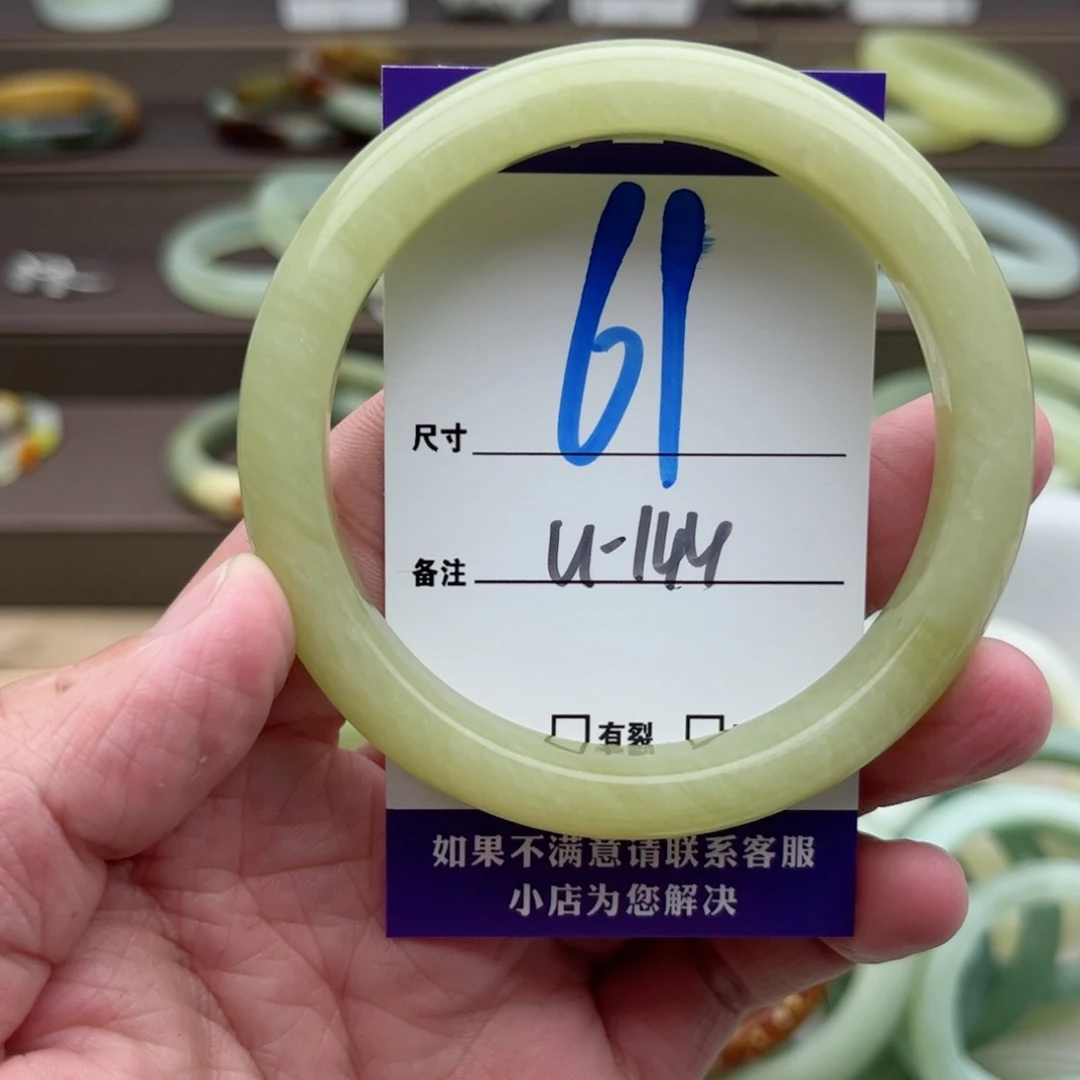 尺寸 61
备注 U-144
□有裂 □
如果不满意请联系客服
小店为您解决